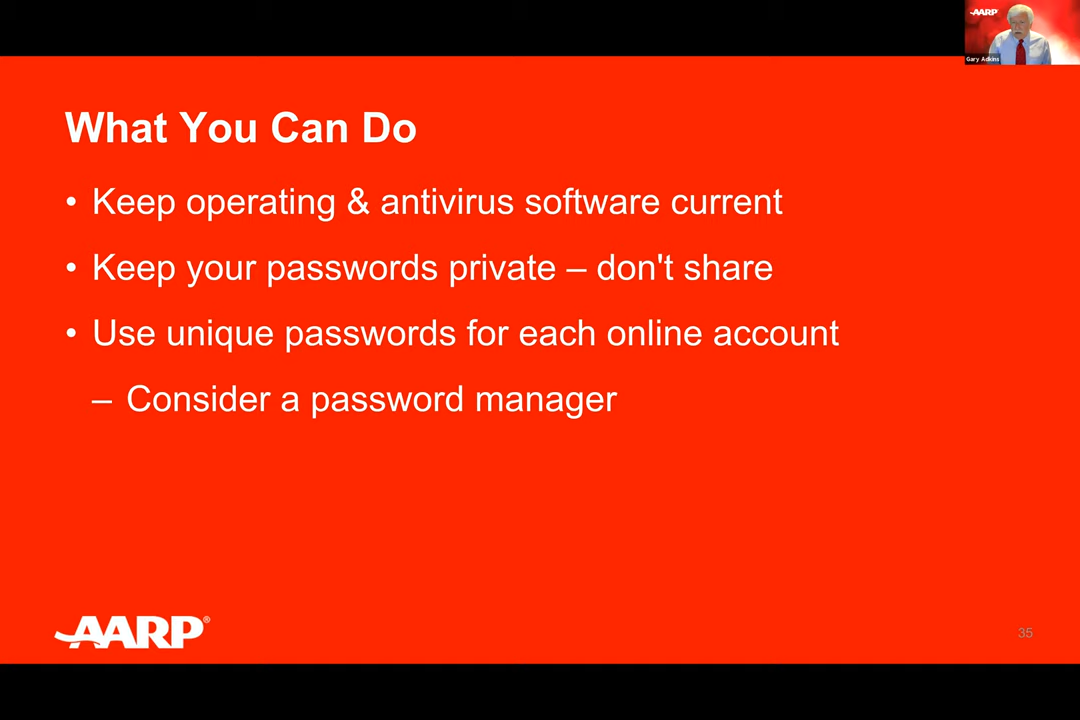 AARP
Gary Adkins
What You Can Do
• Keep operating & antivirus software current
• Keep your passwords private – don't share
• Use unique passwords for each online account
– Consider a password manager
AARP®
35